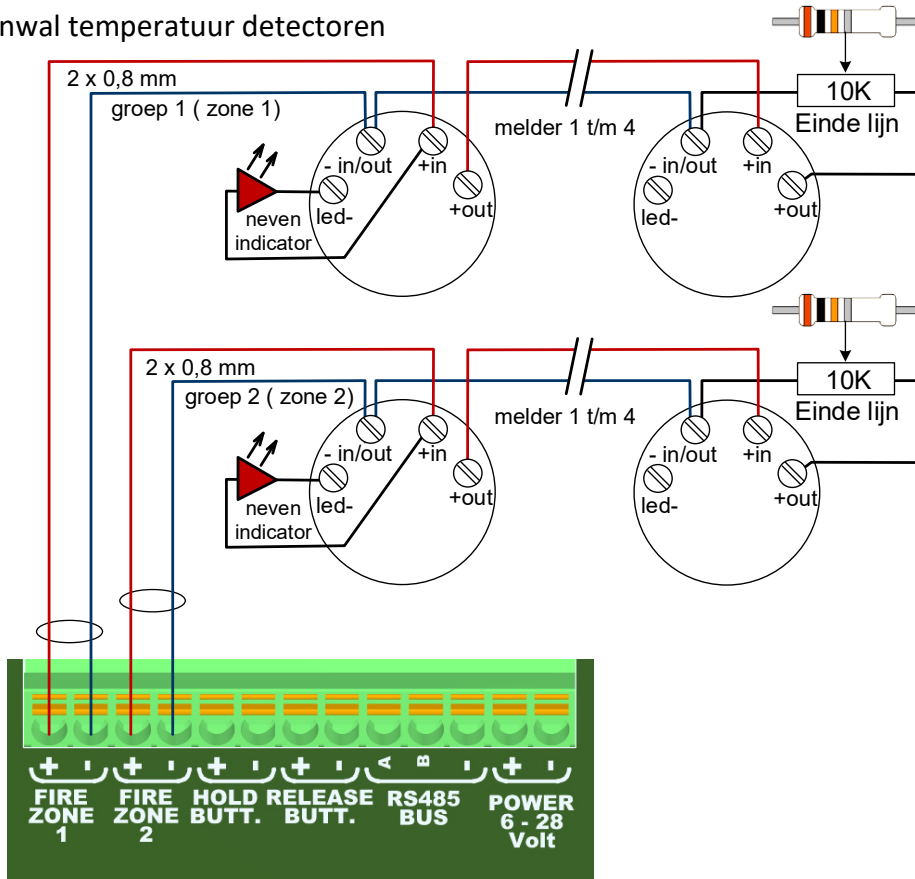 nwal temperatuur detectoren
2 x 0,8 mm
groep 1 ( zone 1)
melder 1 t/m 4
10K
Einde lijn
- in/out
+in
+out
led-
neven
indicator
- in/out
+in
+out
led-
2 x 0,8 mm
groep 2 ( zone 2)
melder 1 t/m 4
10K
Einde lijn
- in/out
+in
+out
led-
neven
indicator
- in/out
+in
+out
led-
+ - + - + - + - A B - + -
FIRE ZONE 1
FIRE ZONE 2
HOLD BUTT.
RELEASE BUTT.
RS485 BUS
POWER 6 - 28 Volt